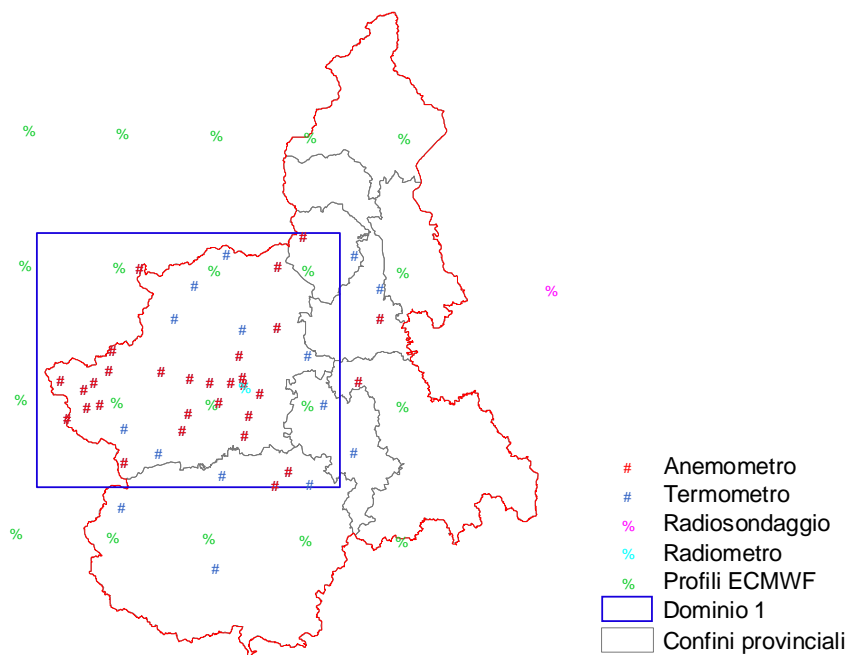 # Anemometro
# Termometro
% Radiosondaggio
% Radiometro
% Profili ECMWF
Dominio 1
Confini provinciali